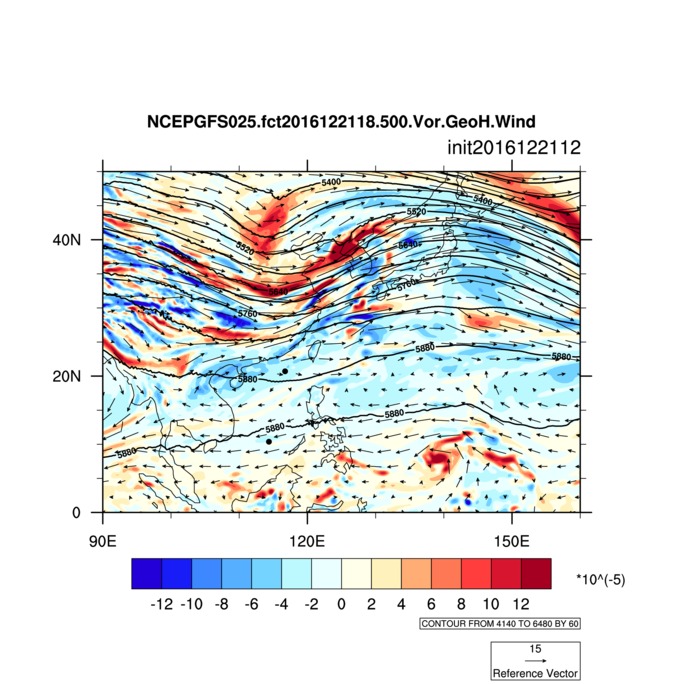 NCEPGFS025.fct2016122118.500.Vor.GeoH.Wind
init2016122112
5400
5400
5520
5520
5640
40N
5640
5760
5760
5880
5880
20N
5880
5880
5880
5880
0
90E 120E 150E
-12 -10 -8 -6 -4 -2 0 2 4 6 8 10 12
*10^(-5)
CONTOUR FROM 4140 TO 6480 BY 60
15
Reference Vector